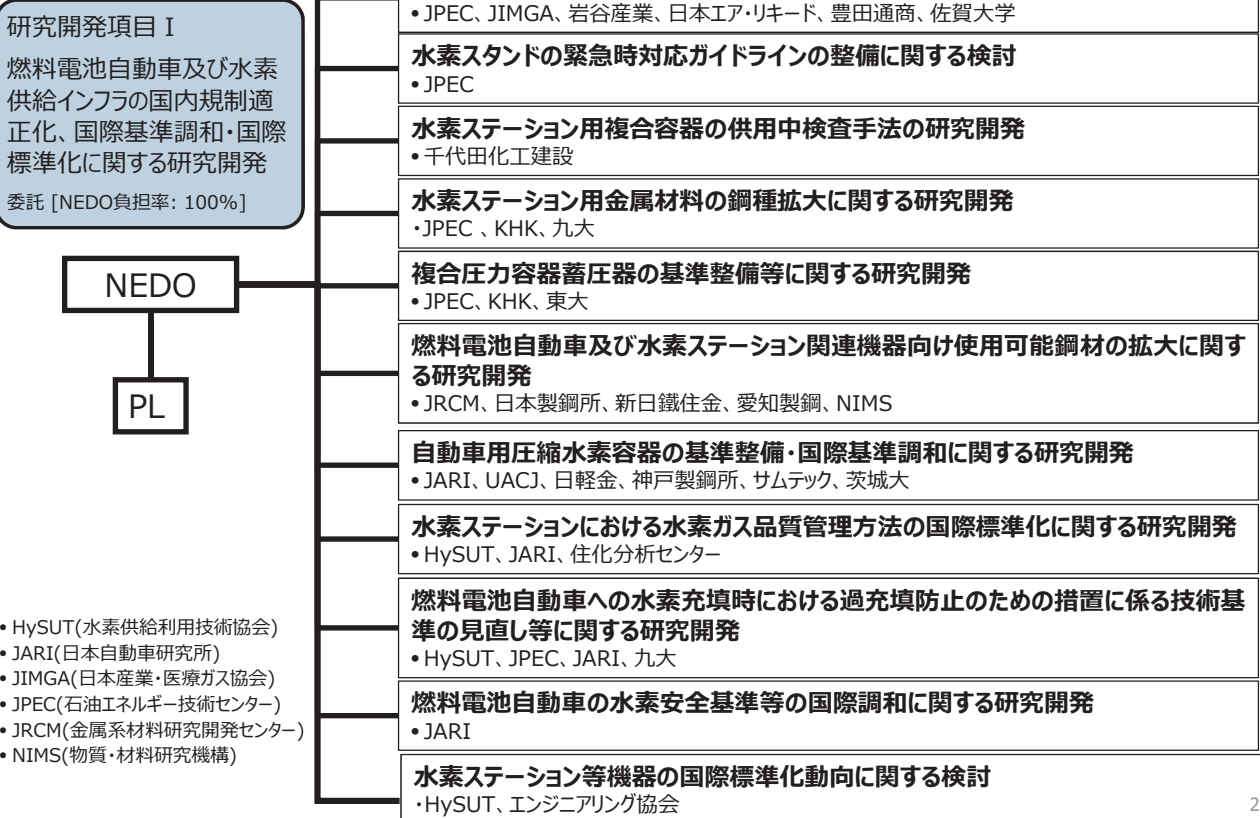 研究開発項目 I
燃料電池自動車及び水素
供給インフラの国内規制適
正化、国際基準調和・国際
標準化に関する研究開発
委託 [NEDO負担率: 100%]
NEDO
PL
• HySUT(水素供給利用技術協会)
• JARI(日本自動車研究所)
• JIMGA(日本産業・医療ガス協会)
• JPEC(石油エネルギー技術センター)
• JRCM(金属系材料研究開発センター)
• NIMS(物質・材料研究機構)
• JPEC、JIMGA、岩谷産業、日本エア・リキード、豊田通商、佐賀大学
水素スタンドの緊急時対応ガイドラインの整備に関する検討
• JPEC
水素ステーション用複合容器の供用中検査手法の研究開発
• 千代田化工建設
水素ステーション用金属材料の鋼種拡大に関する研究開発
・JPEC 、KHK、九大
複合圧力容器蓄圧器の基準整備等に関する研究開発
• JPEC、KHK、東大
燃料電池自動車及び水素ステーション関連機器向け使用可能鋼材の拡大に関す
る研究開発
• JRCM、日本製鋼所、新日鐵住金、愛知製鋼、NIMS
自動車用圧縮水素容器の基準整備・国際基準調和に関する研究開発
• JARI、UACJ、日軽金、神戸製鋼所、サムテック、茨城大
水素ステーションにおける水素ガス品質管理方法の国際標準化に関する研究開発
• HySUT、JARI、住化分析センター
燃料電池自動車への水素充填時における過充填防止のための措置に係る技術基
準の見直し等に関する研究開発
• HySUT、JPEC、JARI、九大
燃料電池自動車の水素安全基準等の国際調和に関する研究開発
• JARI
水素ステーション等機器の国際標準化動向に関する検討
・HySUT、エンジニアリング協会
2